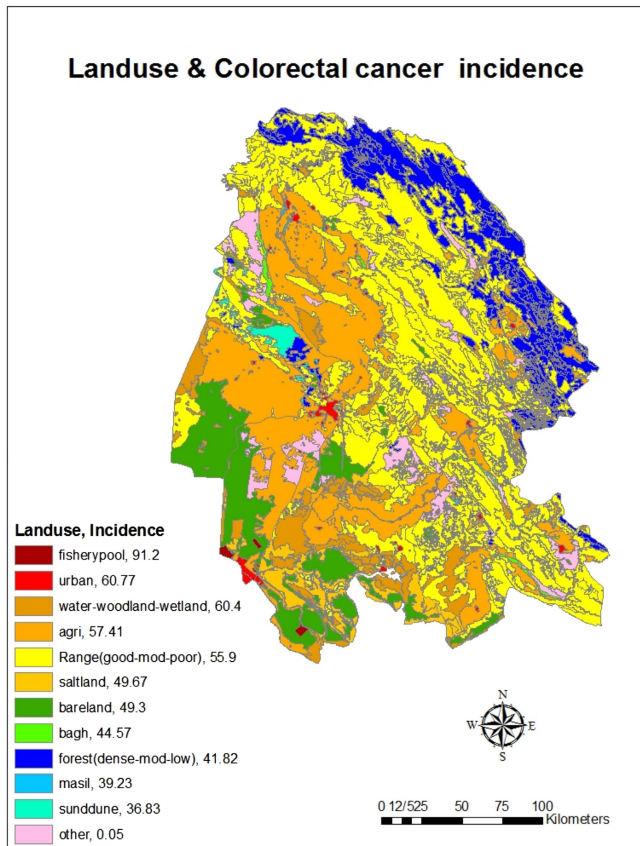 Landuse & Colorectal cancer incidence
Landuse, Incidence
fisherypool, 91.2
urban, 60.77
water-woodland-wetland, 60.4
agri, 57.41
Range(good-mod-poor), 55.9
saltland, 49.67
bareland, 49.3
bagh, 44.57
forest(dense-mod-low), 41.82
masil, 39.23
sunddune, 36.83
other, 0.05
N
W E
S
0 12/525 50 75 100
Kilometers